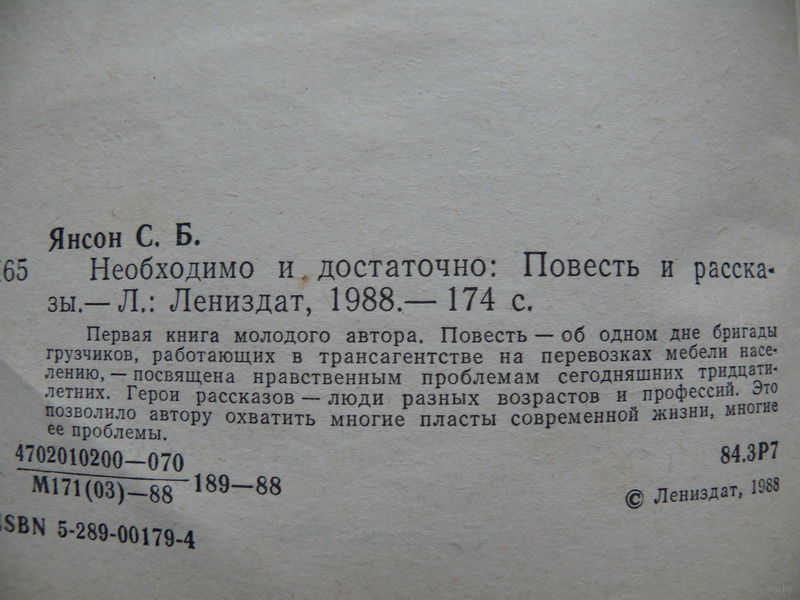 Янсон С. Б.
65 Необходимо и достаточно: Повесть и расска-
зы.— Л.: Лениздат, 1988.— 174 с.
Первая книга молодого автора. Повесть — об одном дне бригады
грузчиков, работающих в трансагентстве на перевозках мебели насе-
лению, — посвящена нравственным проблемам сегодняшних тридцати-
летних. Герои рассказов — люди разных возрастов и профессий. Это
позволило автору охватить многие пласты современной жизни, многие
ее проблемы.
4702010200—070
М171(03)—88 189—88
84.3Р7
© Лениздат, 1988
ISBN 5-289-00179-4